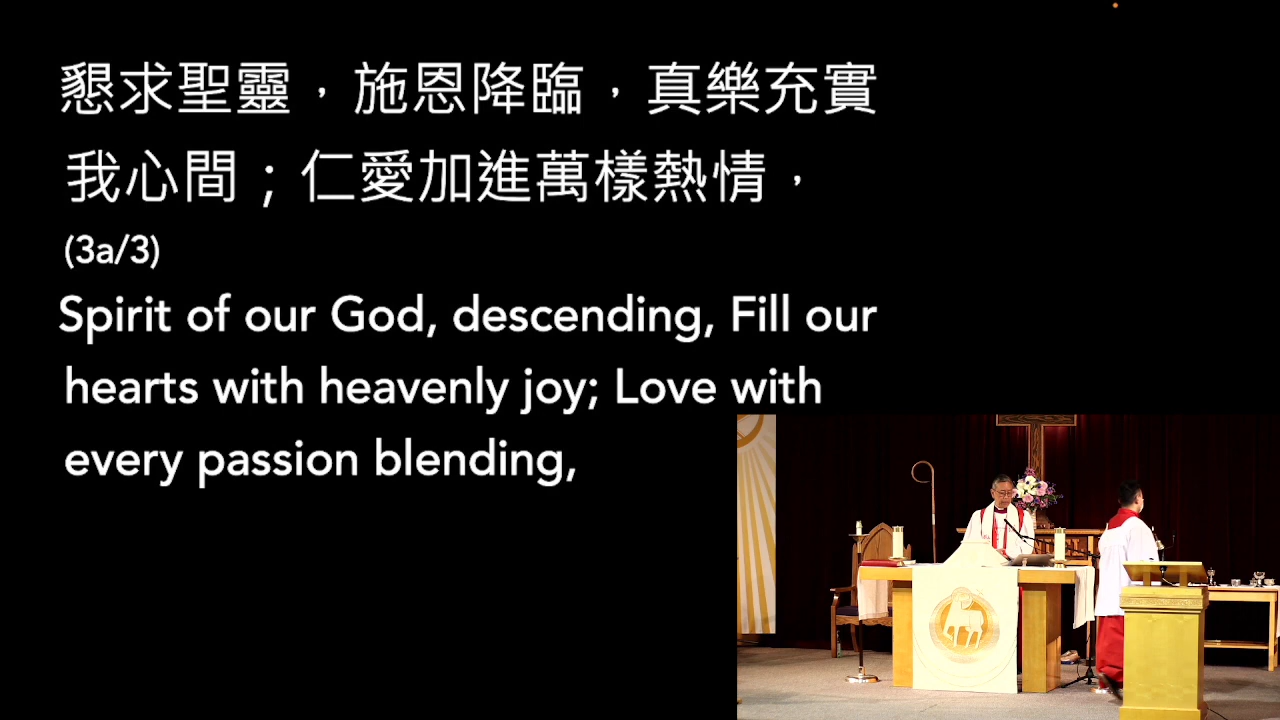 懇求聖靈，施恩降臨，真樂充實
我心間；仁愛加進萬樣熱情，
(3a/3)
Spirit of our God, descending, Fill our
hearts with heavenly joy; Love with
every passion blending,